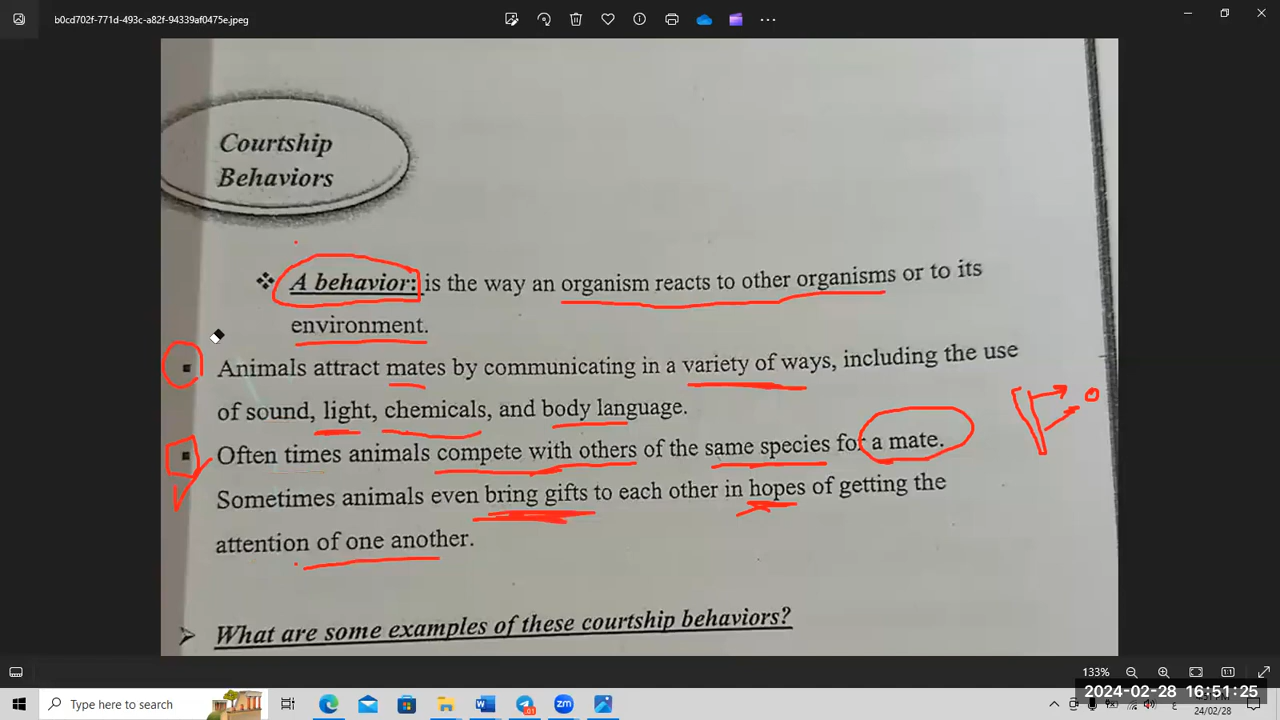 b0cd702f-771d-493c-a82f-94339af0475e.jpeg
Courtship
Behaviors
❖ A behavior: is the way an organism reacts to other organisms or to its
environment.
▪ Animals attract mates by communicating in a variety of ways, including the use
of sound, light, chemicals, and body language.
▪ Often times animals compete with others of the same species for a mate.
Sometimes animals even bring gifts to each other in hopes of getting the
attention of one another.
➢ What are some examples of these courtship behaviors?
133%
Type here to search
2024-02-28 16:51:25
24/02/28